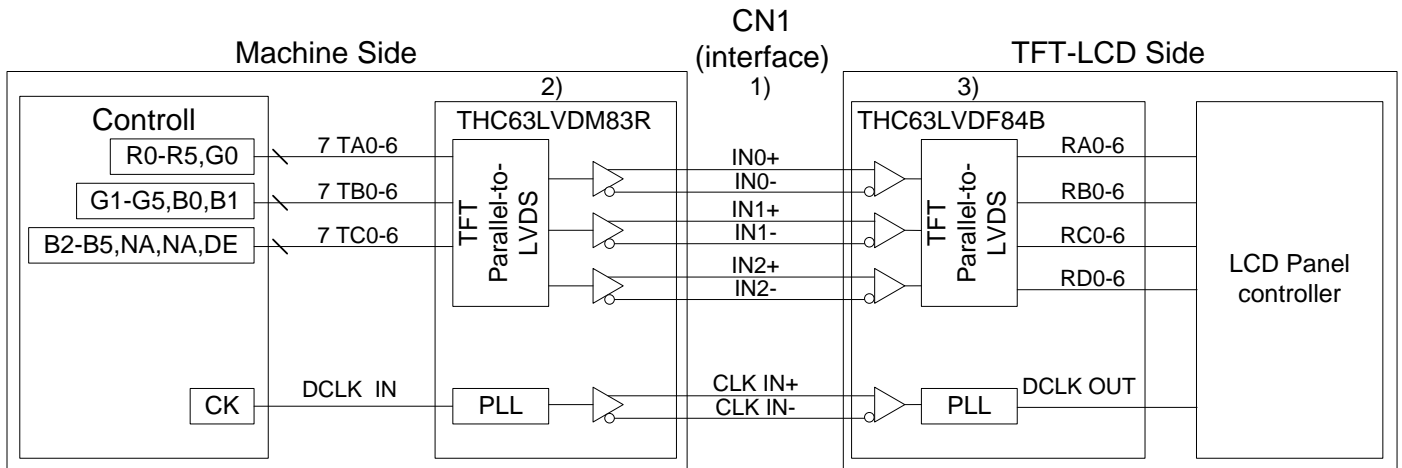 CN1
(interface)
1)
Machine Side
TFT-LCD Side
Controll
R0-R5,G0
G1-G5,B0,B1
B2-B5,NA,NA,DE
CK
7 TA0-6
7 TB0-6
7 TC0-6
DCLK IN
2)
THC63LVDM83R
TFT
Parallel-to-
LVDS
PLL
IN0+
IN0-
IN1+
IN1-
IN2+
IN2-
CLK IN+
CLK IN-
3)
THC63LVDF84B
TFT
Parallel-to-
LVDS
PLL
RA0-6
RB0-6
RC0-6
RD0-6
DCLK OUT
LCD Panel
controller